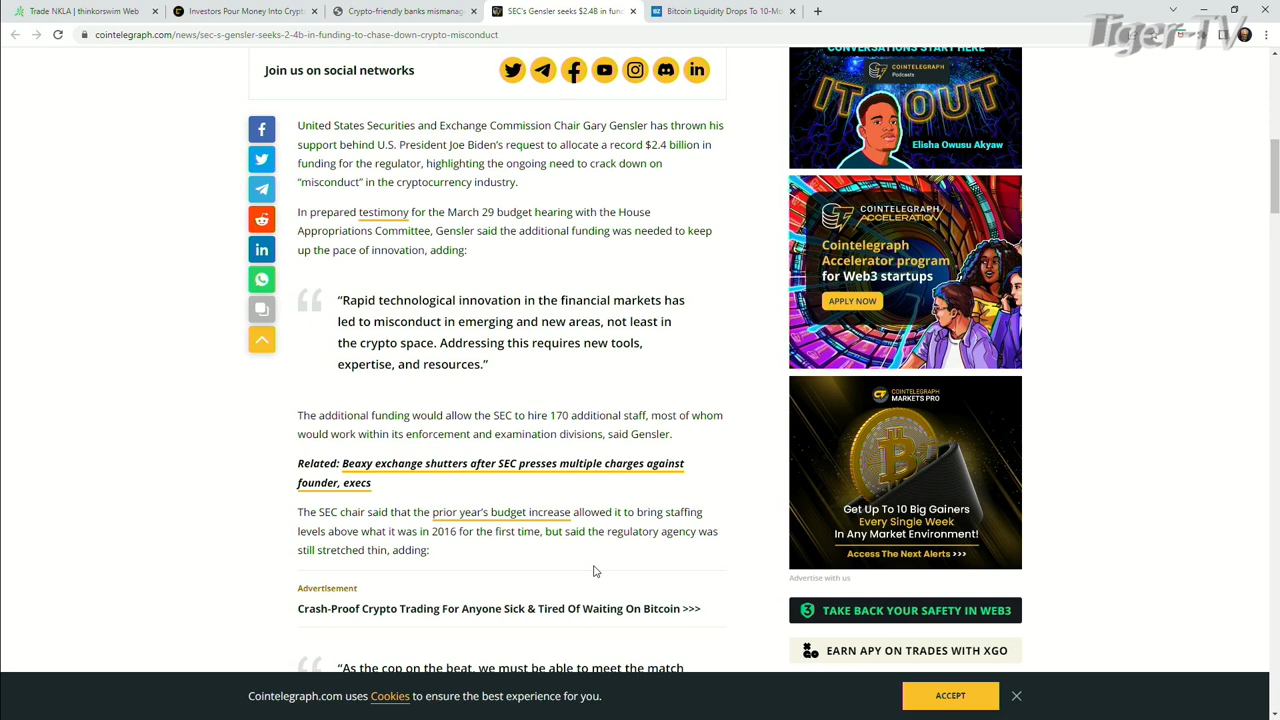 Trade NKLA | thinkorswim Web
Investors Pour Money Into Crypt
Crypto-friendly banks mismanag
SEC's Gensler seeks $2.4B in fun
Bitcoin Liquidity Drops To 10-M
Tiger-TV
cointelegraph.com/news/sec-s-gensler-seeks-2-4b-in-funding-to-chase-down-crypto-misconduct
Join us on social networks
United States Securities and Exchange Commission Chair Gary Gensler has thrown his
support behind U.S. President Joe Biden's request to allocate a record $2.4 billion in
funding for the regulator, highlighting the ongoing need to crack down on
“misconduct” in the cryptocurrency industry.
In prepared testimony for the March 29 budget hearing with the House
Appropriations Committee, Gensler said the additional funding was needed to keep
up the pace of innovation, adding:
“Rapid technological innovation in the financial markets has
led to misconduct in emerging and new areas, not least in
the crypto space. Addressing this requires new tools,
expertise, and resources.”
The additional funding would allow the SEC to hire 170 additional staff, most of whom
would work within its enforcement and examination divisions, said Gensler.
Related: Beaxy exchange shutters after SEC presses multiple charges against
founder, execs
The SEC chair said that the prior year's budget increase allowed it to bring staffing
levels above what it was in 2016 for the first time, but said the regulatory agency was
still stretched thin, adding:
Advertisement
Crash-Proof Crypto Trading For Anyone Sick & Tired Of Waiting On Bitcoin >>>
“As the cop on the beat, we must be able to meet the match
CONVERSATIONS START HERE
COINTELEGRAPH
Podcasts
IT OUT
Elisha Owusu Akyaw
COINTELEGRAPH
ACCELERATION
Cointelegraph
Accelerator program
for Web3 startups
APPLY NOW
COINTELEGRAPH
MARKETS PRO
Get Up To 10 Big Gainers
Every Single Week
In Any Market Environment!
Access The Next Alerts >>>
Advertise with us
TAKE BACK YOUR SAFETY IN WEB3
EARN APY ON TRADES WITH XGO
Cointelegraph.com uses Cookies to ensure the best experience for you.
ACCEPT